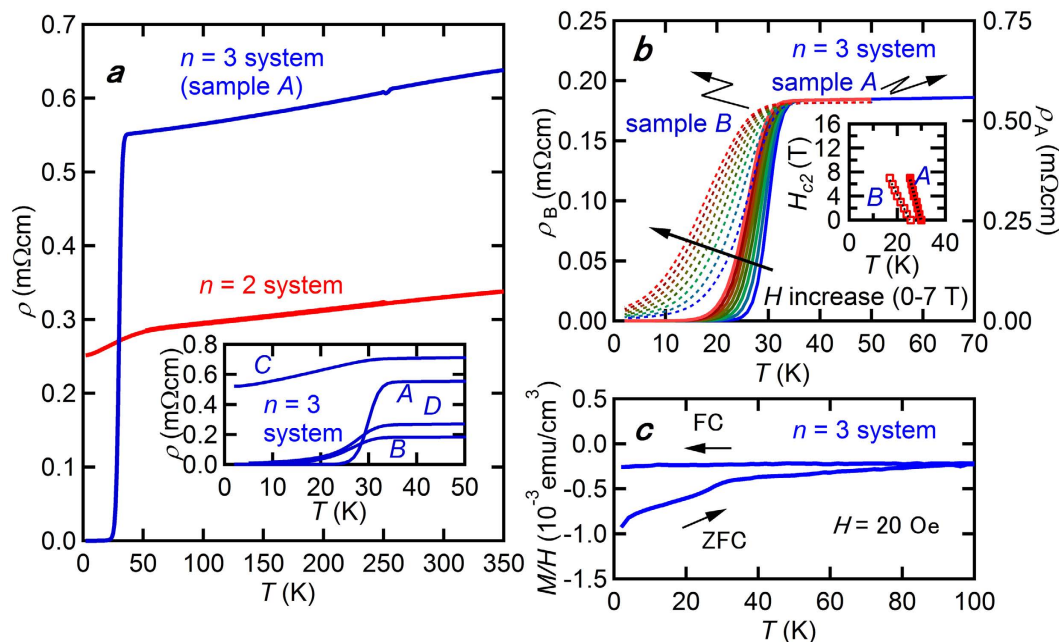 a
n = 3 system
(sample A)
n = 2 system
ρ (mΩcm)
0.7
0.6
0.5
0.4
0.3
0.2
0.1
0.0
0 50 100 150 200 250 300 350
T (K)
ρ (mΩcm)
0.8
0.6
0.4
0.2
0.0
C
A
D
B
n = 3
system
0 10 20 30 40 50
T (K)
b
n = 3 system
sample A
sample B
ρB (mΩcm)
0.25
0.20
0.15
0.10
0.05
0.00
0.75
0.50
0.25
0.00
ρA (mΩcm)
H increase (0-7 T)
0 10 20 30 40 50 60 70
T (K)
Hc2 (T)
16
12
8
4
0
B
A
0 20 40
T (K)
c
FC
n = 3 system
ZFC
H = 20 Oe
M/H (10-3 emu/cm3)
0.5
0.0
-0.5
-1.0
-1.5
0 20 40 60 80 100
T (K)